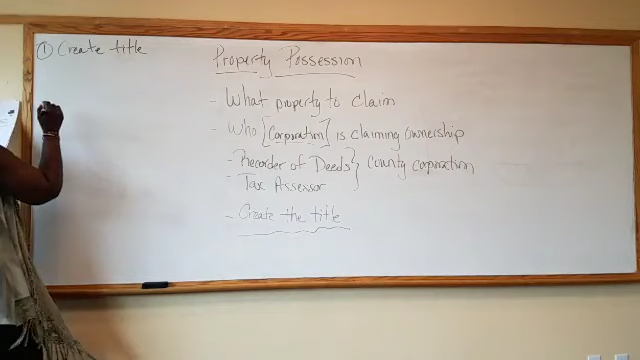 ① Create title
Property Possession
- What property to claim
- Who [Corporation] is claiming ownership
- Recorder of Deeds } County corporation
- Tax Assessor
- Create the title